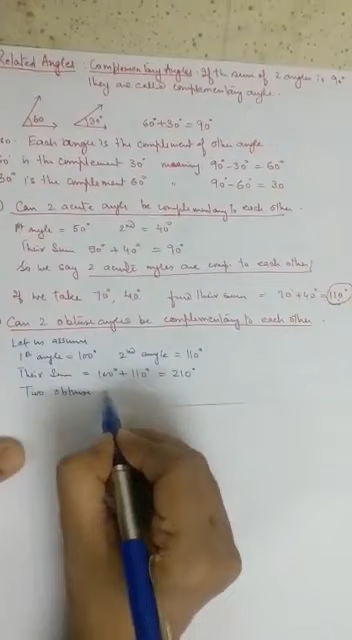 Related Angles : Complementary Angles. If the sum of 2 angles is 90°
They are called complementary angle.
60° 30° 60° + 30° = 90°
Each angle is the complement of other angle
60° is the complement 30° meaning 90° - 30° = 60°
30° is the complement 60° " 90° - 60° = 30
Can 2 acute angle be complementary to each other.
1st angle = 50° 2nd = 40°
Their Sum 50° + 40° = 90°
So we say 2 acute angles are comp. to each other
If we take 70°, 40° find their sum = 70° + 40° = 110°
Can 2 obtuse angles be complementary to each other.
Let us assume
1st angle = 100° 2nd angle = 110°
Their Sum = 100° + 110° = 210°
Two obtuse